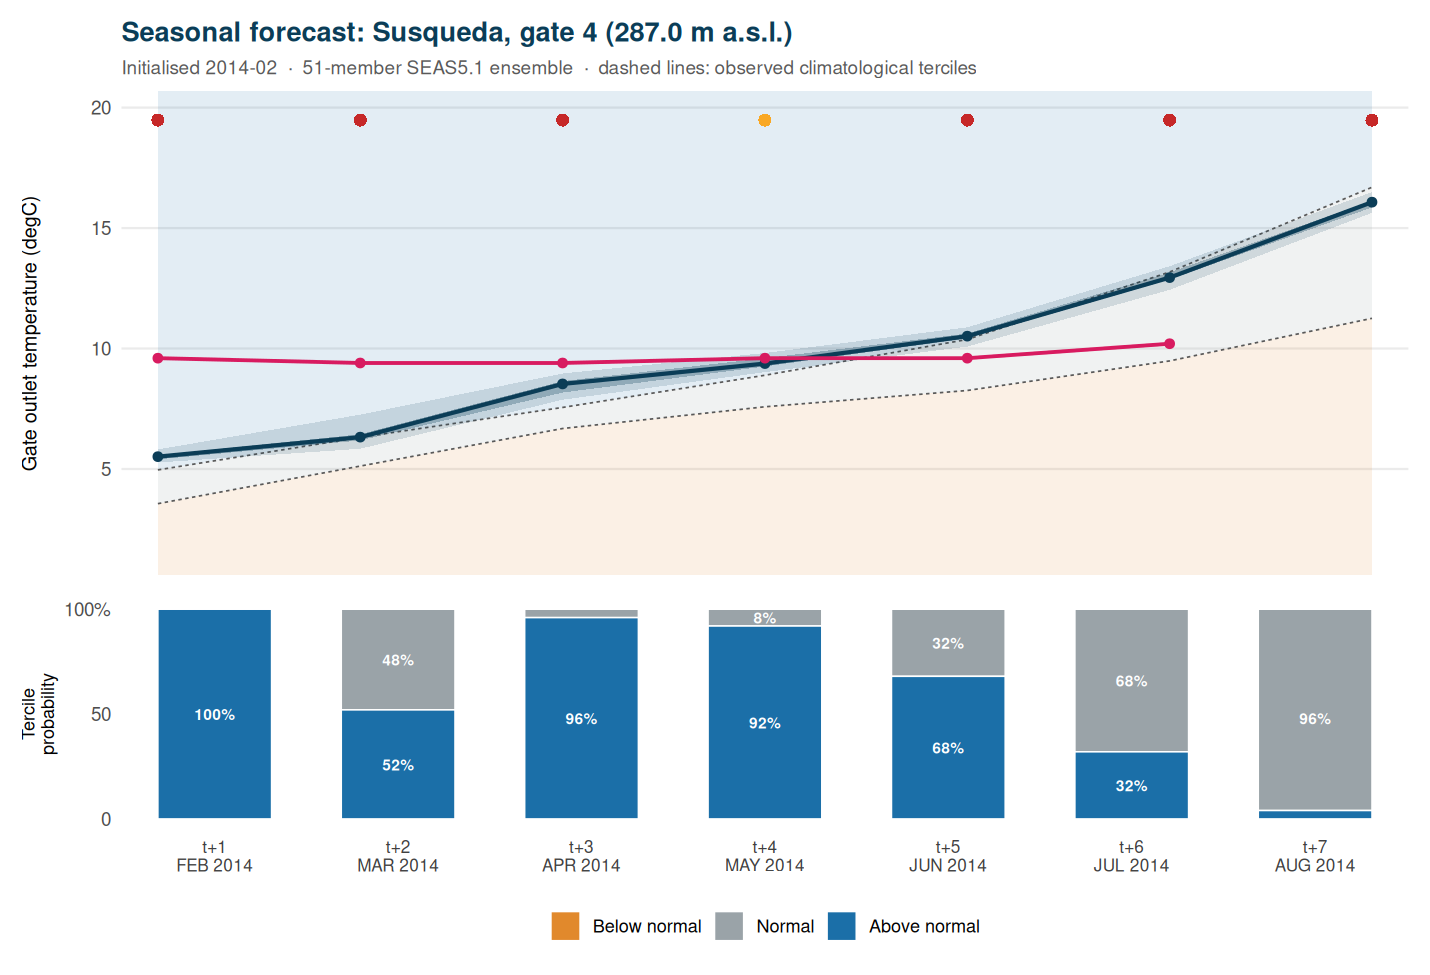 Seasonal forecast: Susqueda, gate 4 (287.0 m a.s.l.)
Initialised 2014-02 · 51-member SEAS5.1 ensemble · dashed lines: observed climatological terciles
Gate outlet temperature (degC)
20
15
10
5
Tercile
probability
100%
50
0
100%
48%
52%
96%
8%
92%
32%
68%
68%
32%
96%
t+1
FEB 2014
t+2
MAR 2014
t+3
APR 2014
t+4
MAY 2014
t+5
JUN 2014
t+6
JUL 2014
t+7
AUG 2014
Below normal
Normal
Above normal